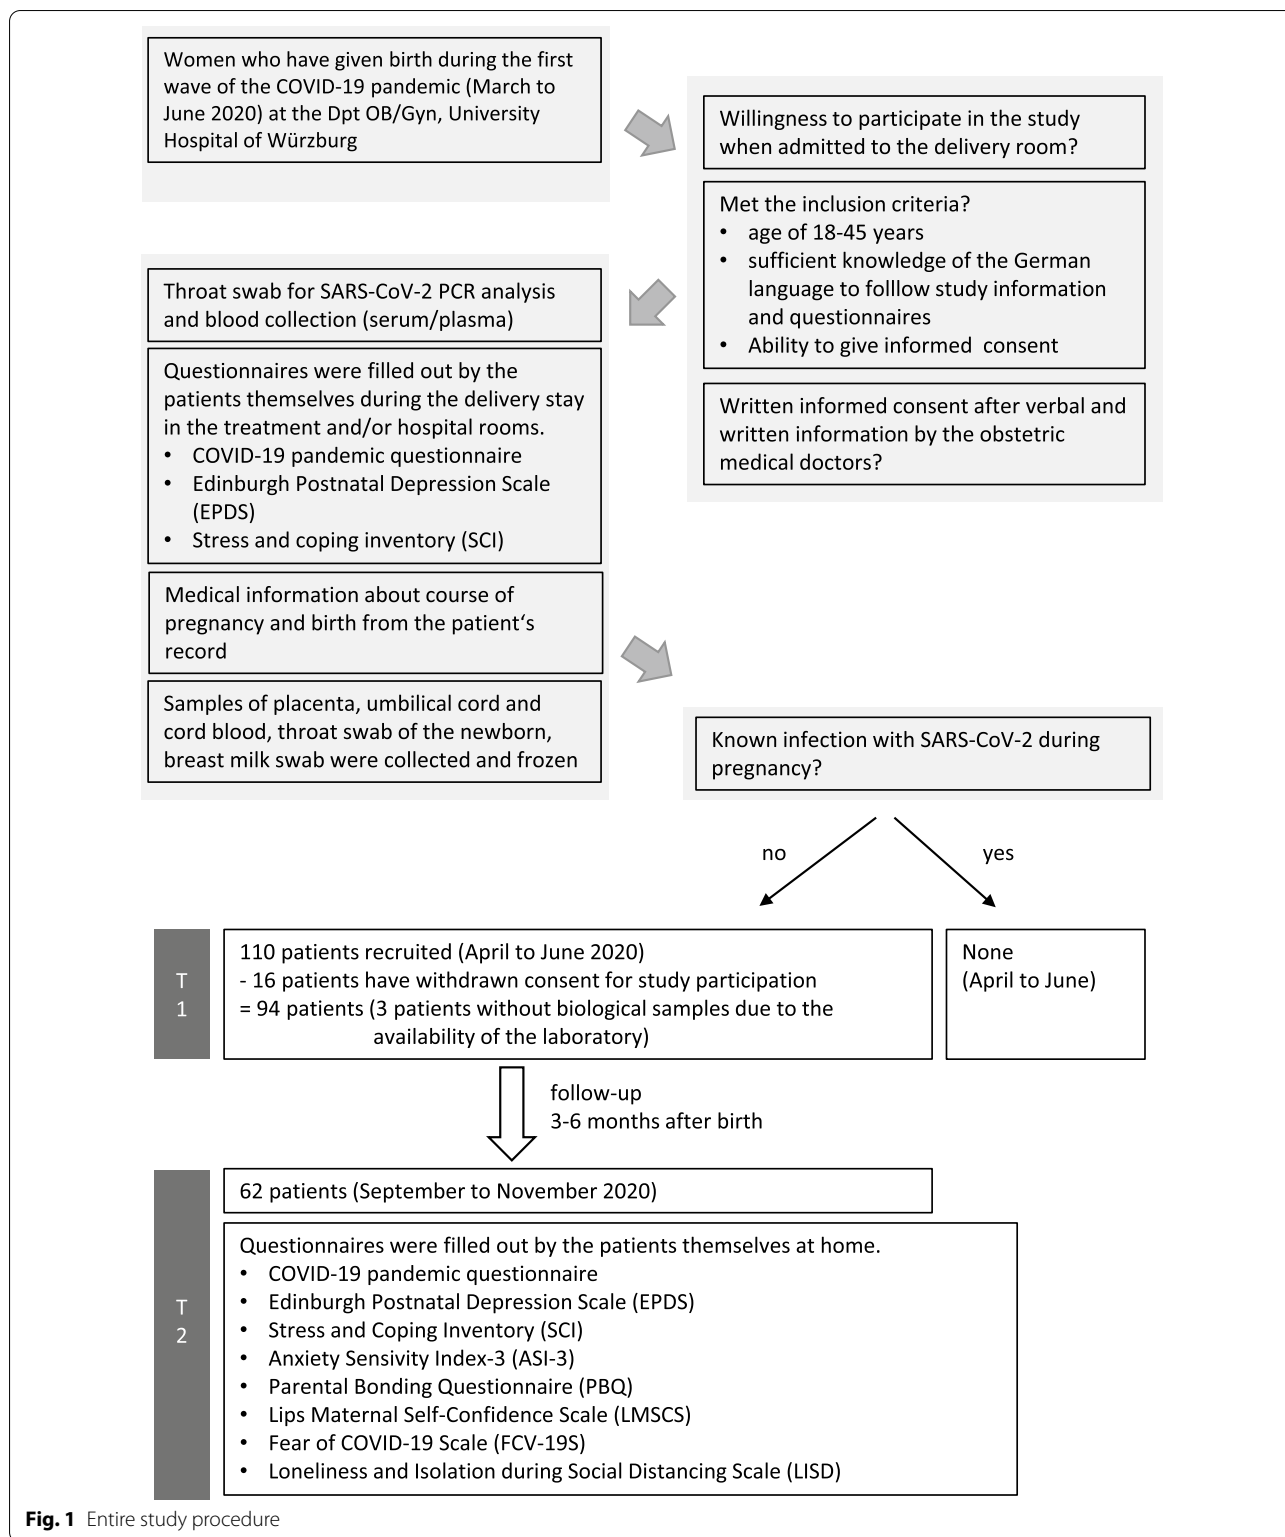 Women who have given birth during the first
wave of the COVID-19 pandemic (March to
June 2020) at the Dpt OB/Gyn, University
Hospital of Würzburg
Willingness to participate in the study
when admitted to the delivery room?
Met the inclusion criteria?
• age of 18-45 years
• sufficient knowledge of the German
language to folllow study information
and questionnaires
• Ability to give informed consent
Written informed consent after verbal and
written information by the obstetric
medical doctors?
Throat swab for SARS-CoV-2 PCR analysis
and blood collection (serum/plasma)
Questionnaires were filled out by the
patients themselves during the delivery stay
in the treatment and/or hospital rooms.
• COVID-19 pandemic questionnaire
• Edinburgh Postnatal Depression Scale
(EPDS)
• Stress and coping inventory (SCI)
Medical information about course of
pregnancy and birth from the patient‘s
record
Samples of placenta, umbilical cord and
cord blood, throat swab of the newborn,
breast milk swab were collected and frozen
Known infection with SARS-CoV-2 during
pregnancy?
no
yes
T
1
110 patients recruited (April to June 2020)
- 16 patients have withdrawn consent for study participation
= 94 patients (3 patients without biological samples due to the
availability of the laboratory)
None
(April to June)
follow-up
3-6 months after birth
T
2
62 patients (September to November 2020)
Questionnaires were filled out by the patients themselves at home.
• COVID-19 pandemic questionnaire
• Edinburgh Postnatal Depression Scale (EPDS)
• Stress and Coping Inventory (SCI)
• Anxiety Sensivity Index-3 (ASI-3)
• Parental Bonding Questionnaire (PBQ)
• Lips Maternal Self-Confidence Scale (LMSCS)
• Fear of COVID-19 Scale (FCV-19S)
• Loneliness and Isolation during Social Distancing Scale (LISD)
Fig. 1 Entire study procedure